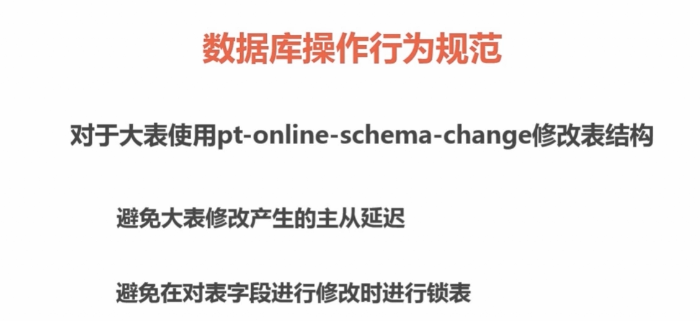 数据库操作行为规范
对于大表使用pt-online-schema-change修改表结构
避免大表修改产生的主从延迟
避免在对表字段进行修改时进行锁表